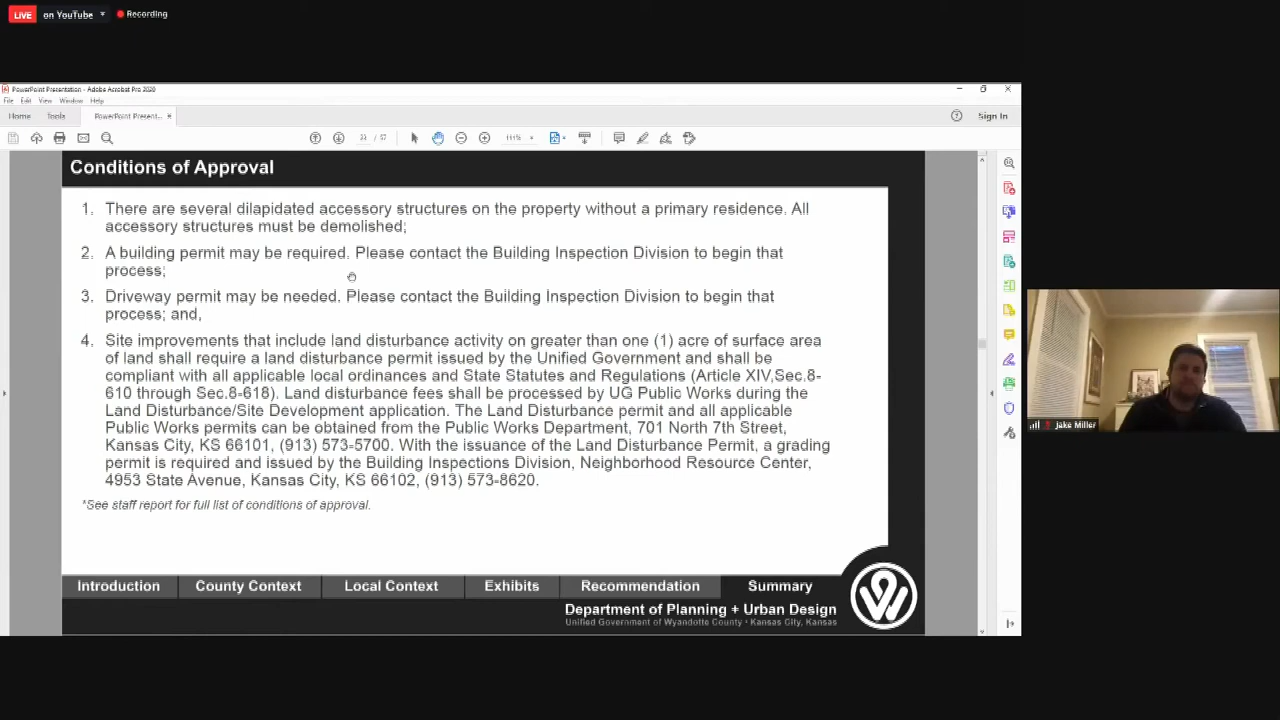 LIVE on YouTube Recording
PowerPoint Presentation - Adobe Acrobat Pro 2020
File Edit View Window Help
Home Tools PowerPoint Present... × Sign In
/ 57 111%
Conditions of Approval
1. There are several dilapidated accessory structures on the property without a primary residence. All
accessory structures must be demolished;
2. A building permit may be required. Please contact the Building Inspection Division to begin that
process;
3. Driveway permit may be needed. Please contact the Building Inspection Division to begin that
process; and,
4. Site improvements that include land disturbance activity on greater than one (1) acre of surface area
of land shall require a land disturbance permit issued by the Unified Government and shall be
compliant with all applicable local ordinances and State Statutes and Regulations (Article XIV,Sec.8-
610 through Sec.8-618). Land disturbance fees shall be processed by UG Public Works during the
Land Disturbance/Site Development application. The Land Disturbance permit and all applicable
Public Works permits can be obtained from the Public Works Department, 701 North 7th Street,
Kansas City, KS 66101, (913) 573-5700. With the issuance of the Land Disturbance Permit, a grading
permit is required and issued by the Building Inspections Division, Neighborhood Resource Center,
4953 State Avenue, Kansas City, KS 66102, (913) 573-8620.
*See staff report for full list of conditions of approval.
Jake Miller
Introduction County Context Local Context Exhibits Recommendation Summary
Department of Planning + Urban Design
Unified Government of Wyandotte County • Kansas City, Kansas